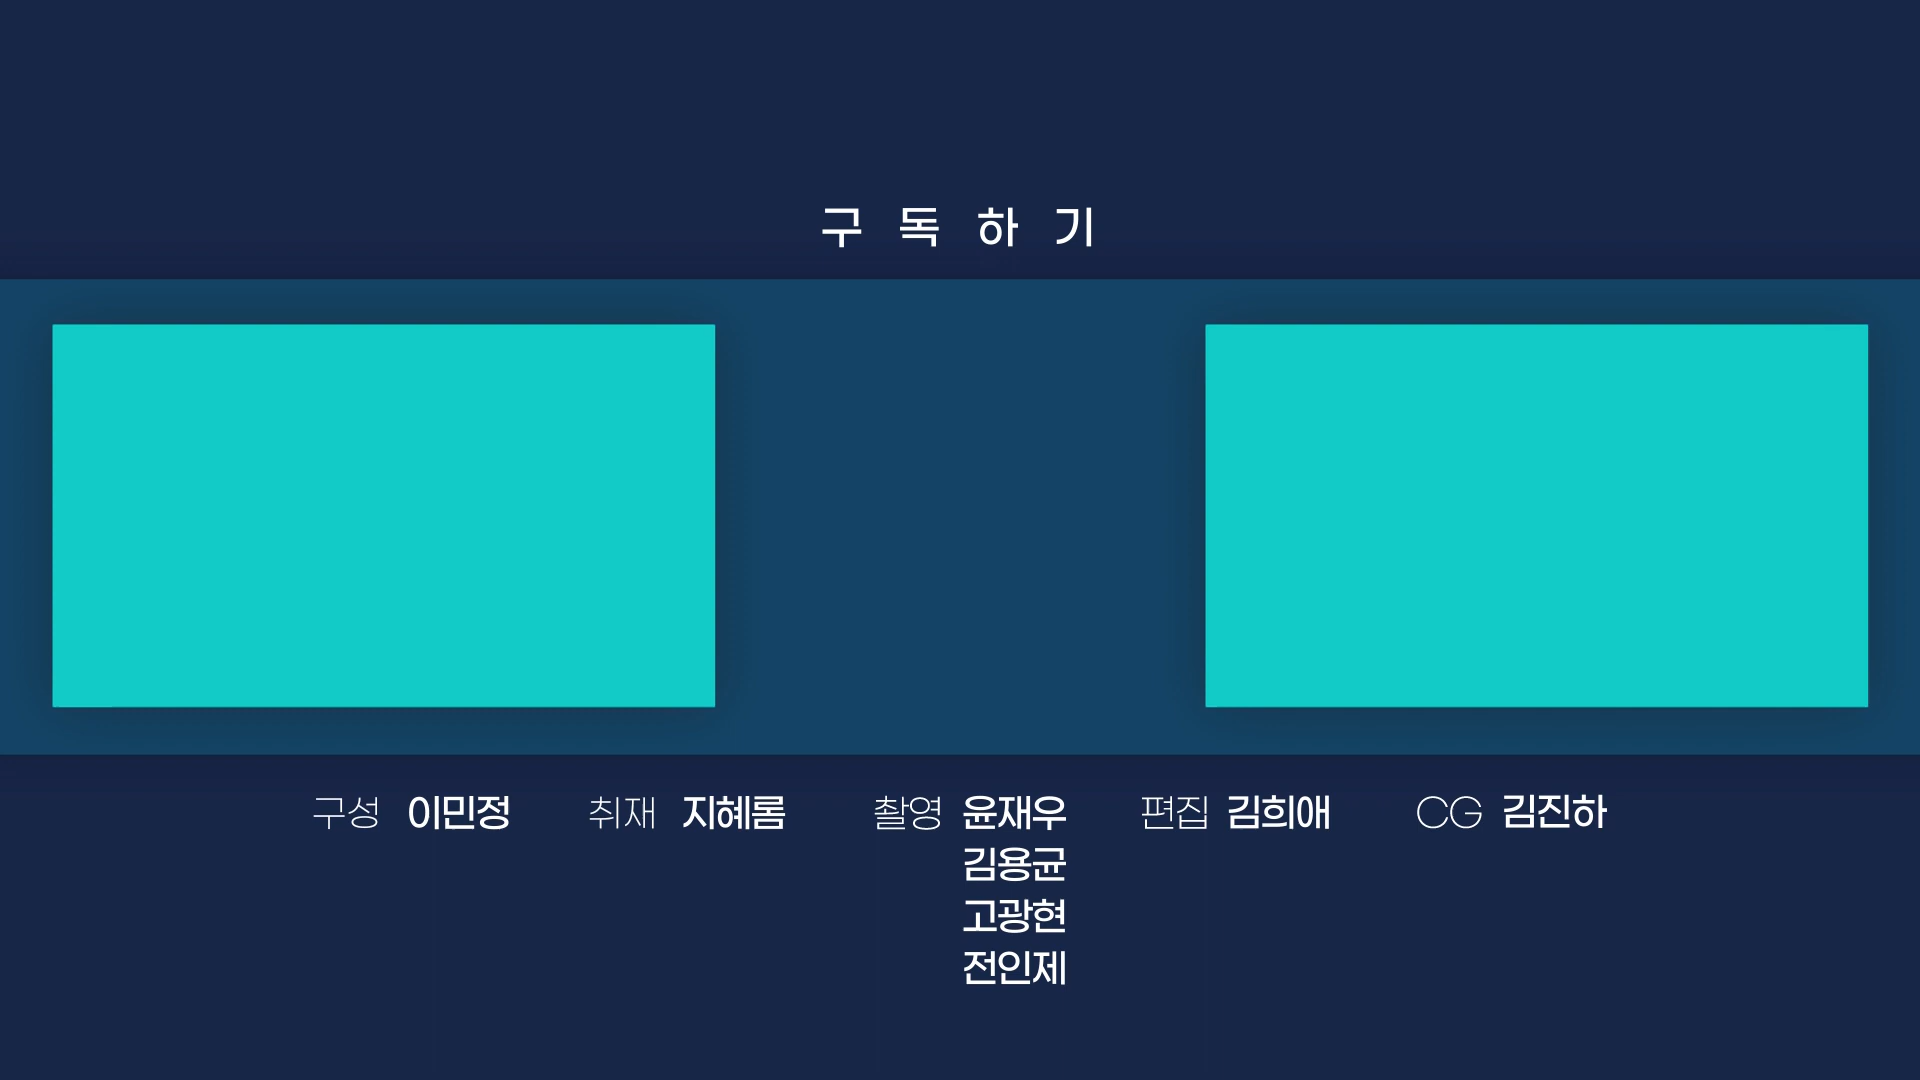 구 독 하 기
구성 이민정 취재 지혜롬 촬영 윤재우 편집 김희애 CG 김진하
김용균
고광현
전인제